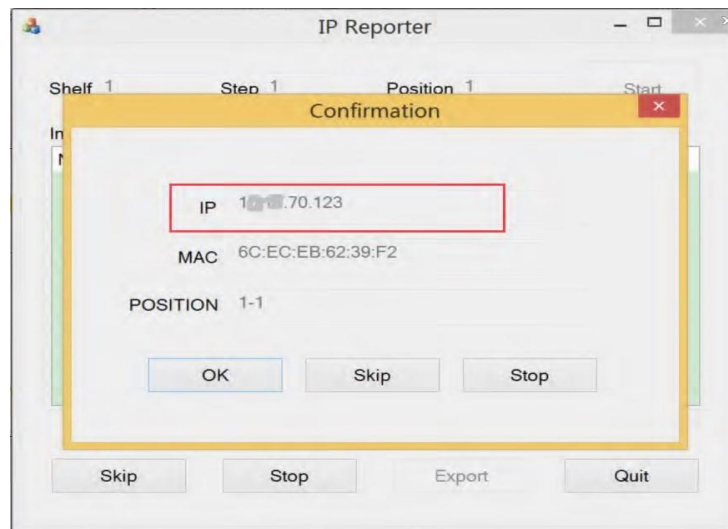 IP Reporter
Shelf 1 Step 1 Position 1 Start
Confirmation
IP .70.123
MAC 6C:EC:EB:62:39:F2
POSITION 1-1
OK Skip Stop
Skip Stop Export Quit